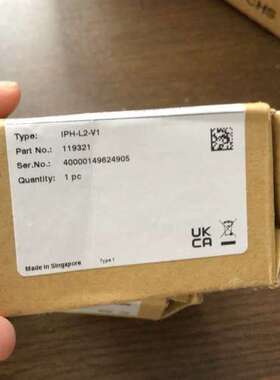 CHS
Type: IPH-L2-V1
Part No.: 119321
Ser.No.: 40000149624905
Quantity: 1 pc
UK
CA
Made in Singapore Type 1